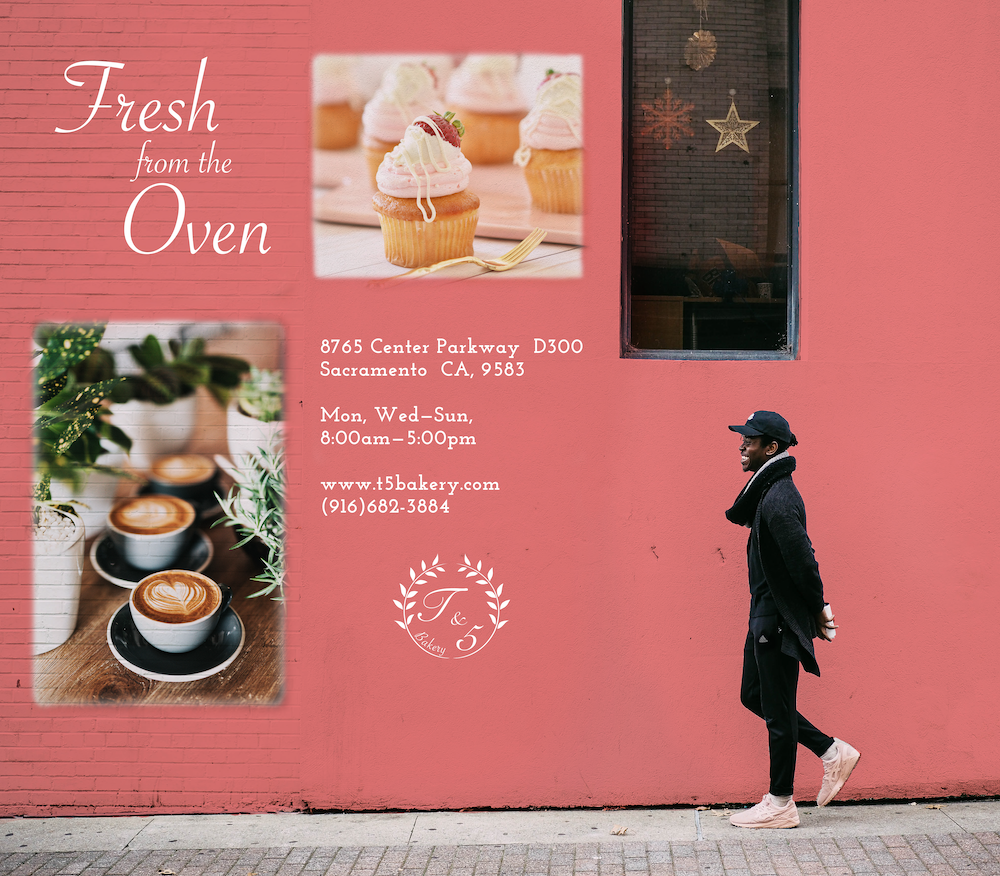 Fresh
from the
Oven
8765 Center Parkway D300
Sacramento CA, 9583
Mon, Wed—Sun,
8:00am—5:00pm
www.t5bakery.com
(916)682-3884
T & 5
Bakery